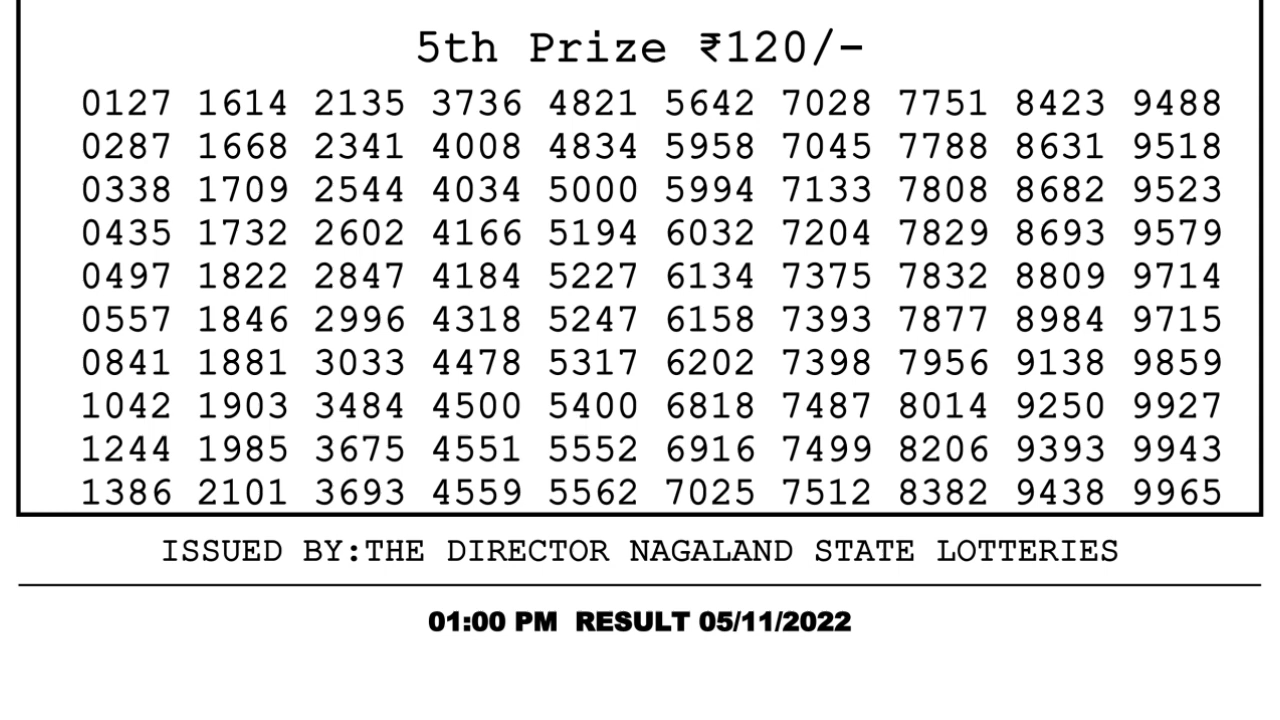 5th Prize ₹120/-
0127 1614 2135 3736 4821 5642 7028 7751 8423 9488
0287 1668 2341 4008 4834 5958 7045 7788 8631 9518
0338 1709 2544 4034 5000 5994 7133 7808 8682 9523
0435 1732 2602 4166 5194 6032 7204 7829 8693 9579
0497 1822 2847 4184 5227 6134 7375 7832 8809 9714
0557 1846 2996 4318 5247 6158 7393 7877 8984 9715
0841 1881 3033 4478 5317 6202 7398 7956 9138 9859
1042 1903 3484 4500 5400 6818 7487 8014 9250 9927
1244 1985 3675 4551 5552 6916 7499 8206 9393 9943
1386 2101 3693 4559 5562 7025 7512 8382 9438 9965
ISSUED BY:THE DIRECTOR NAGALAND STATE LOTTERIES
01:00 PM RESULT 05/11/2022